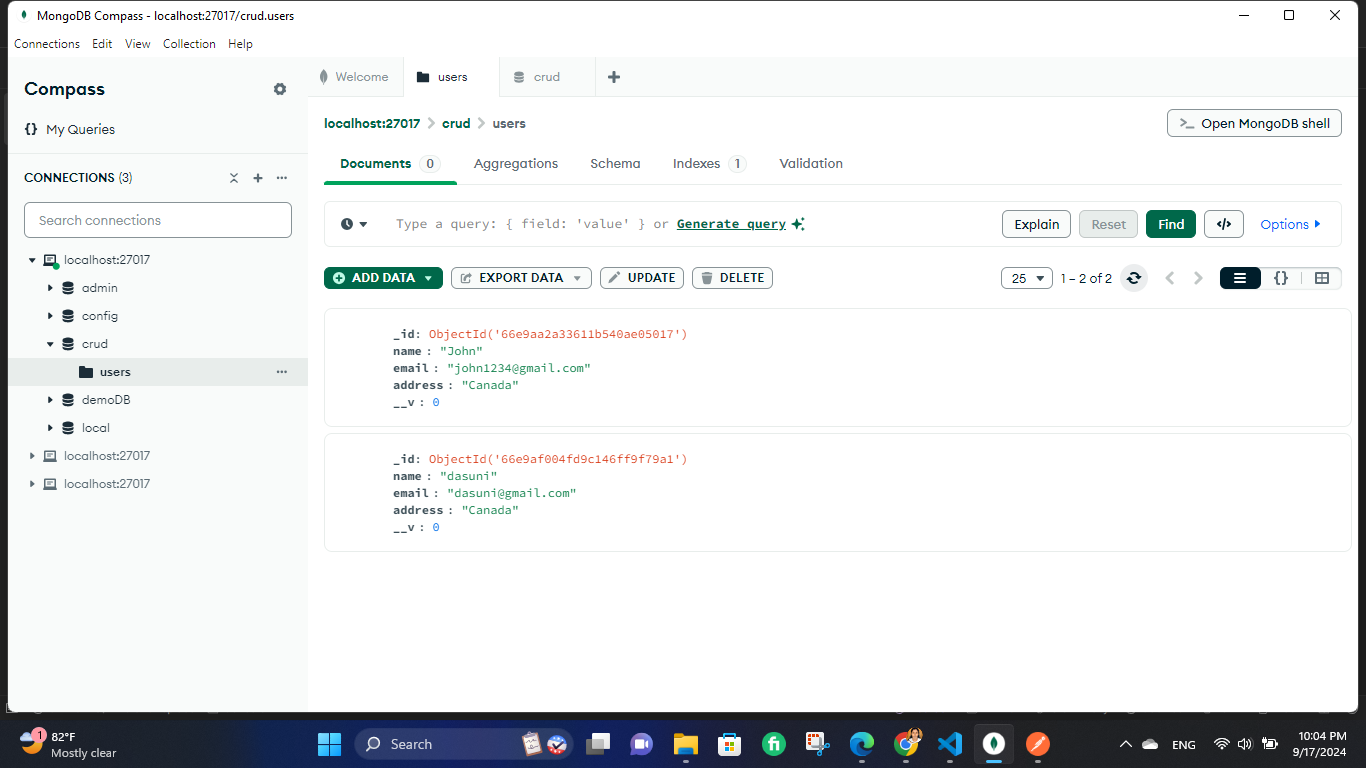 MongoDB Compass - localhost:27017/crud.users
Connections Edit View Collection Help
Compass
My Queries
CONNECTIONS (3)
Search connections
localhost:27017
admin
config
crud
users
demoDB
local
localhost:27017
localhost:27017
Welcome users crud
localhost:27017 > crud > users
>_ Open MongoDB shell
Documents 0 Aggregations Schema Indexes 1 Validation
Type a query: { field: 'value' } or Generate query
Explain Reset Find </> Options
ADD DATA EXPORT DATA UPDATE DELETE
25 1 – 2 of 2 {}
_id: ObjectId('66e9aa2a33611b540ae05017')
name : "John"
email : "john1234@gmail.com"
address : "Canada"
__v : 0
_id: ObjectId('66e9af004fd9c146ff9f79a1')
name : "dasuni"
email : "dasuni@gmail.com"
address : "Canada"
__v : 0
1 82°F
Mostly clear
Search
ENG
10:04 PM
9/17/2024